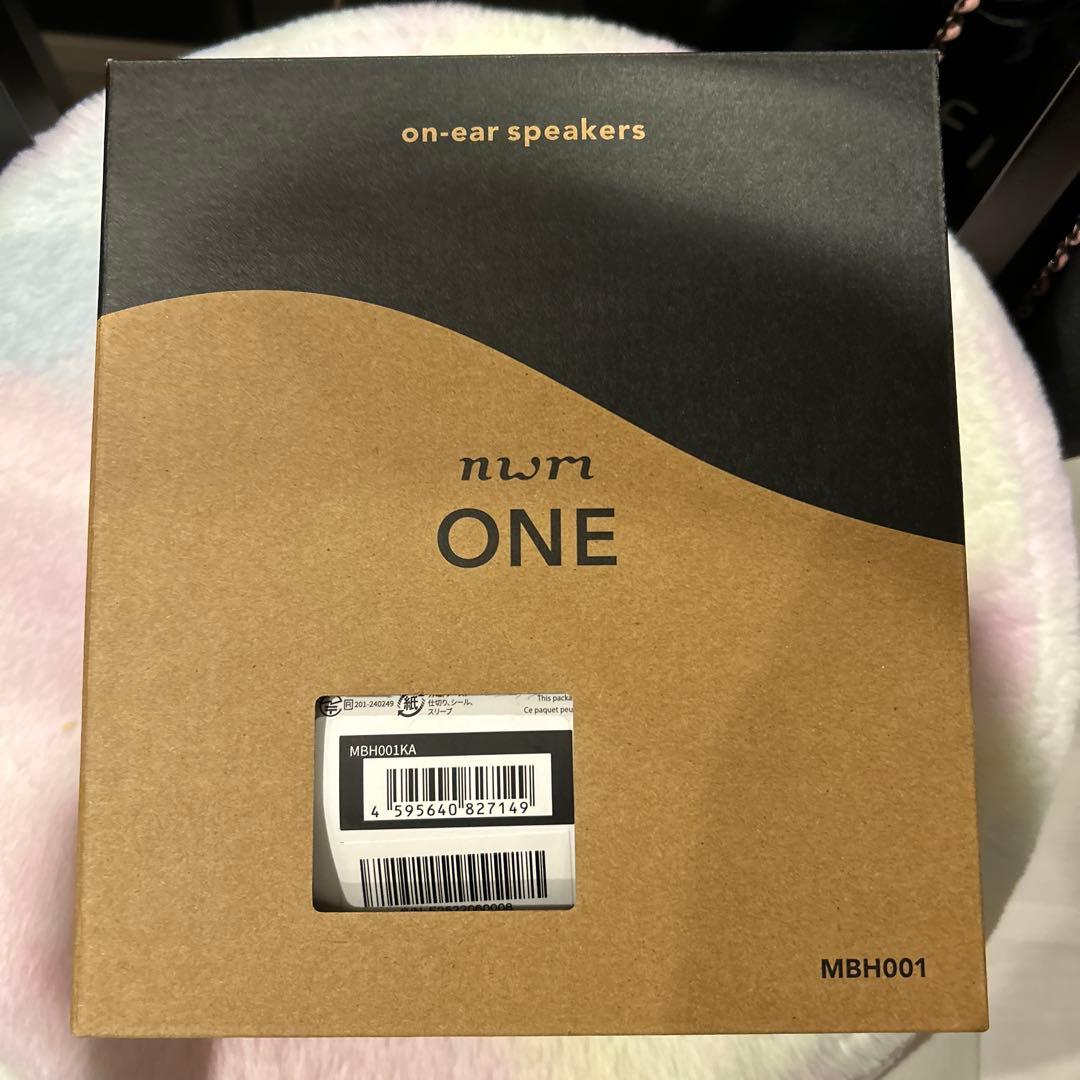 on-ear speakers
nwm
ONE
R 201-240249
紙
仕切り、シール、
スリーブ
This packa
Ce paquet peu
MBH001KA
4 595640 827149
MBH001